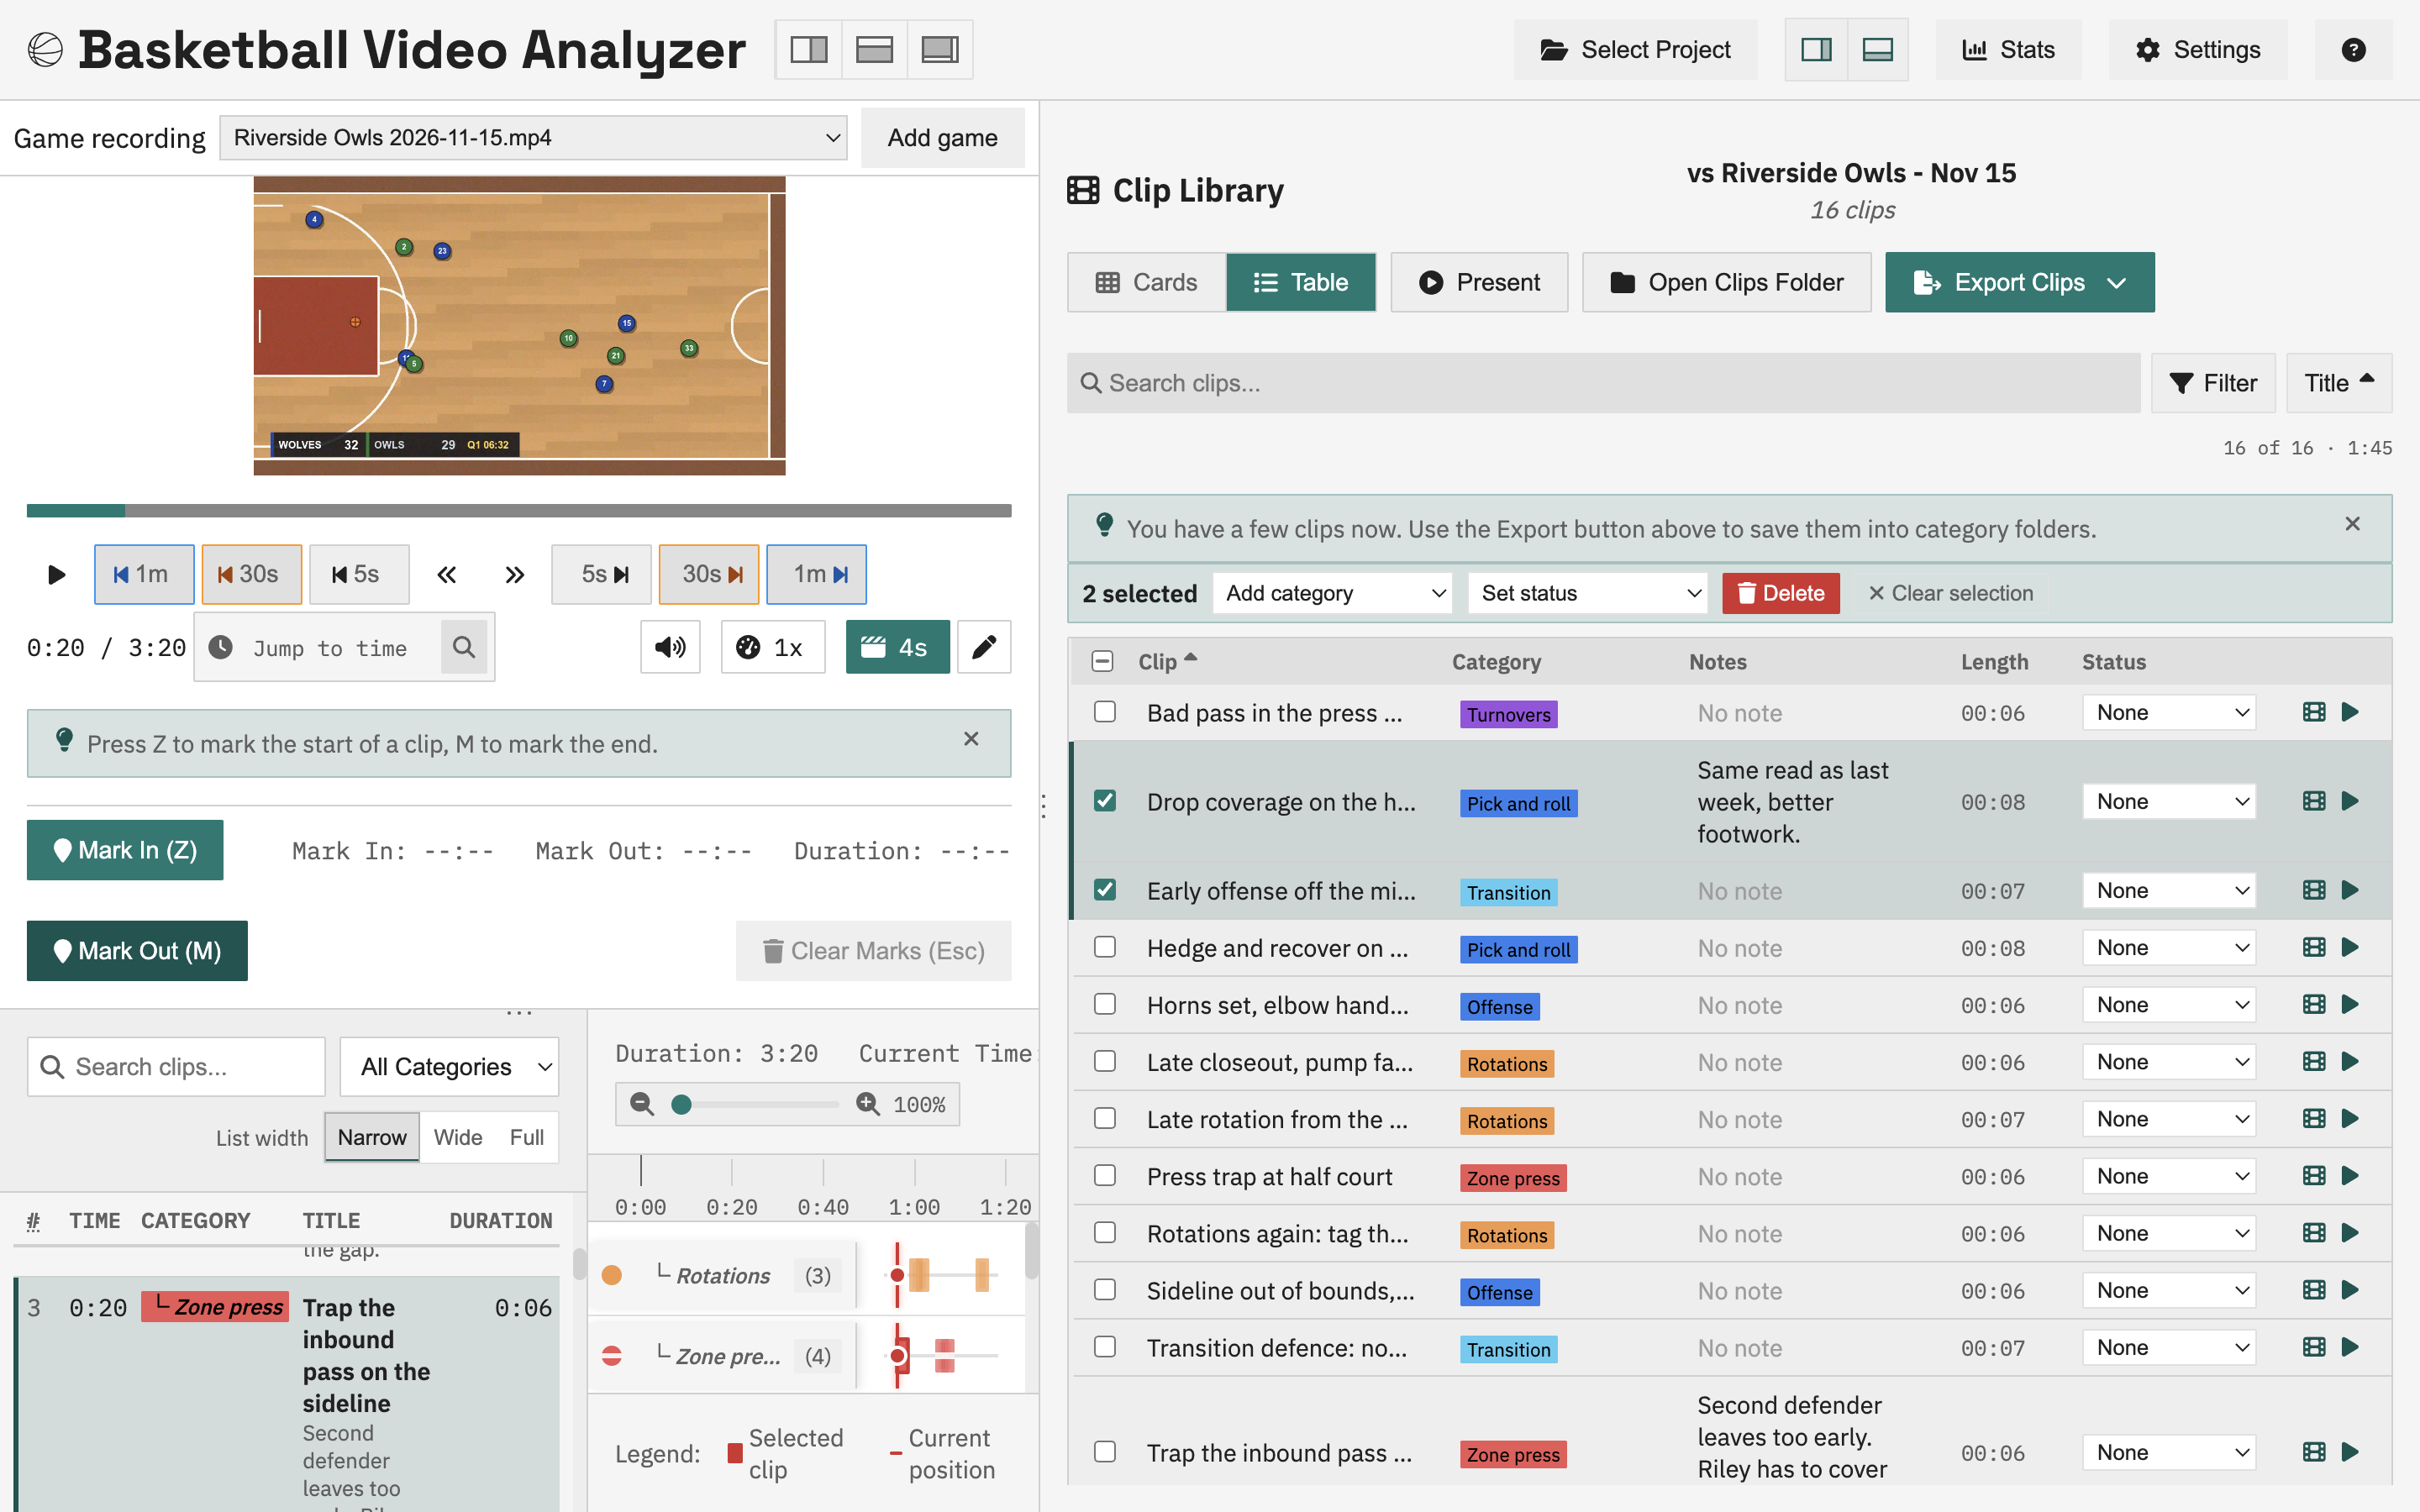 Basketball Video Analyzer
Select Project
Stats
Settings
?
Game recording
Riverside Owls 2026-11-15.mp4
Add game
4
2
23
15
10
21
33
5
7
WOLVES 32 OWLS 29 Q1 06:32
1m
30s
5s
5s
30s
1m
0:20 / 3:20
Jump to time
1x
4s
Press Z to mark the start of a clip, M to mark the end.
Mark In (Z)
Mark In: --:--
Mark Out: --:--
Duration: --:--
Mark Out (M)
Clear Marks (Esc)
Search clips...
All Categories
List width
Narrow
Wide
Full
# TIME CATEGORY TITLE DURATION
the gap.
3 0:20 └ Zone press Trap the 0:06
inbound
pass on the
sideline
Second
defender
leaves too
Duration: 3:20 Current Time:
100%
0:00 0:20 0:40 1:00 1:20
└ Rotations (3)
└ Zone pre... (4)
Legend:
Selected
clip
Current
position
Clip Library
vs Riverside Owls - Nov 15
16 clips
Cards
Table
Present
Open Clips Folder
Export Clips
Search clips...
Filter
Title
16 of 16 · 1:45
You have a few clips now. Use the Export button above to save them into category folders.
2 selected
Add category
Set status
Delete
Clear selection
Clip Category Notes Length Status
Bad pass in the press ... Turnovers No note 00:06 None
Drop coverage on the h... Pick and roll Same read as last 00:08 None
week, better
footwork.
Early offense off the mi... Transition No note 00:07 None
Hedge and recover on ... Pick and roll No note 00:08 None
Horns set, elbow hand... Offense No note 00:06 None
Late closeout, pump fa... Rotations No note 00:06 None
Late rotation from the ... Rotations No note 00:07 None
Press trap at half court Zone press No note 00:06 None
Rotations again: tag th... Rotations No note 00:06 None
Sideline out of bounds,... Offense No note 00:06 None
Transition defence: no... Transition No note 00:07 None
Trap the inbound pass ... Zone press Second defender 00:06 None
leaves too early.
Riley has to cover